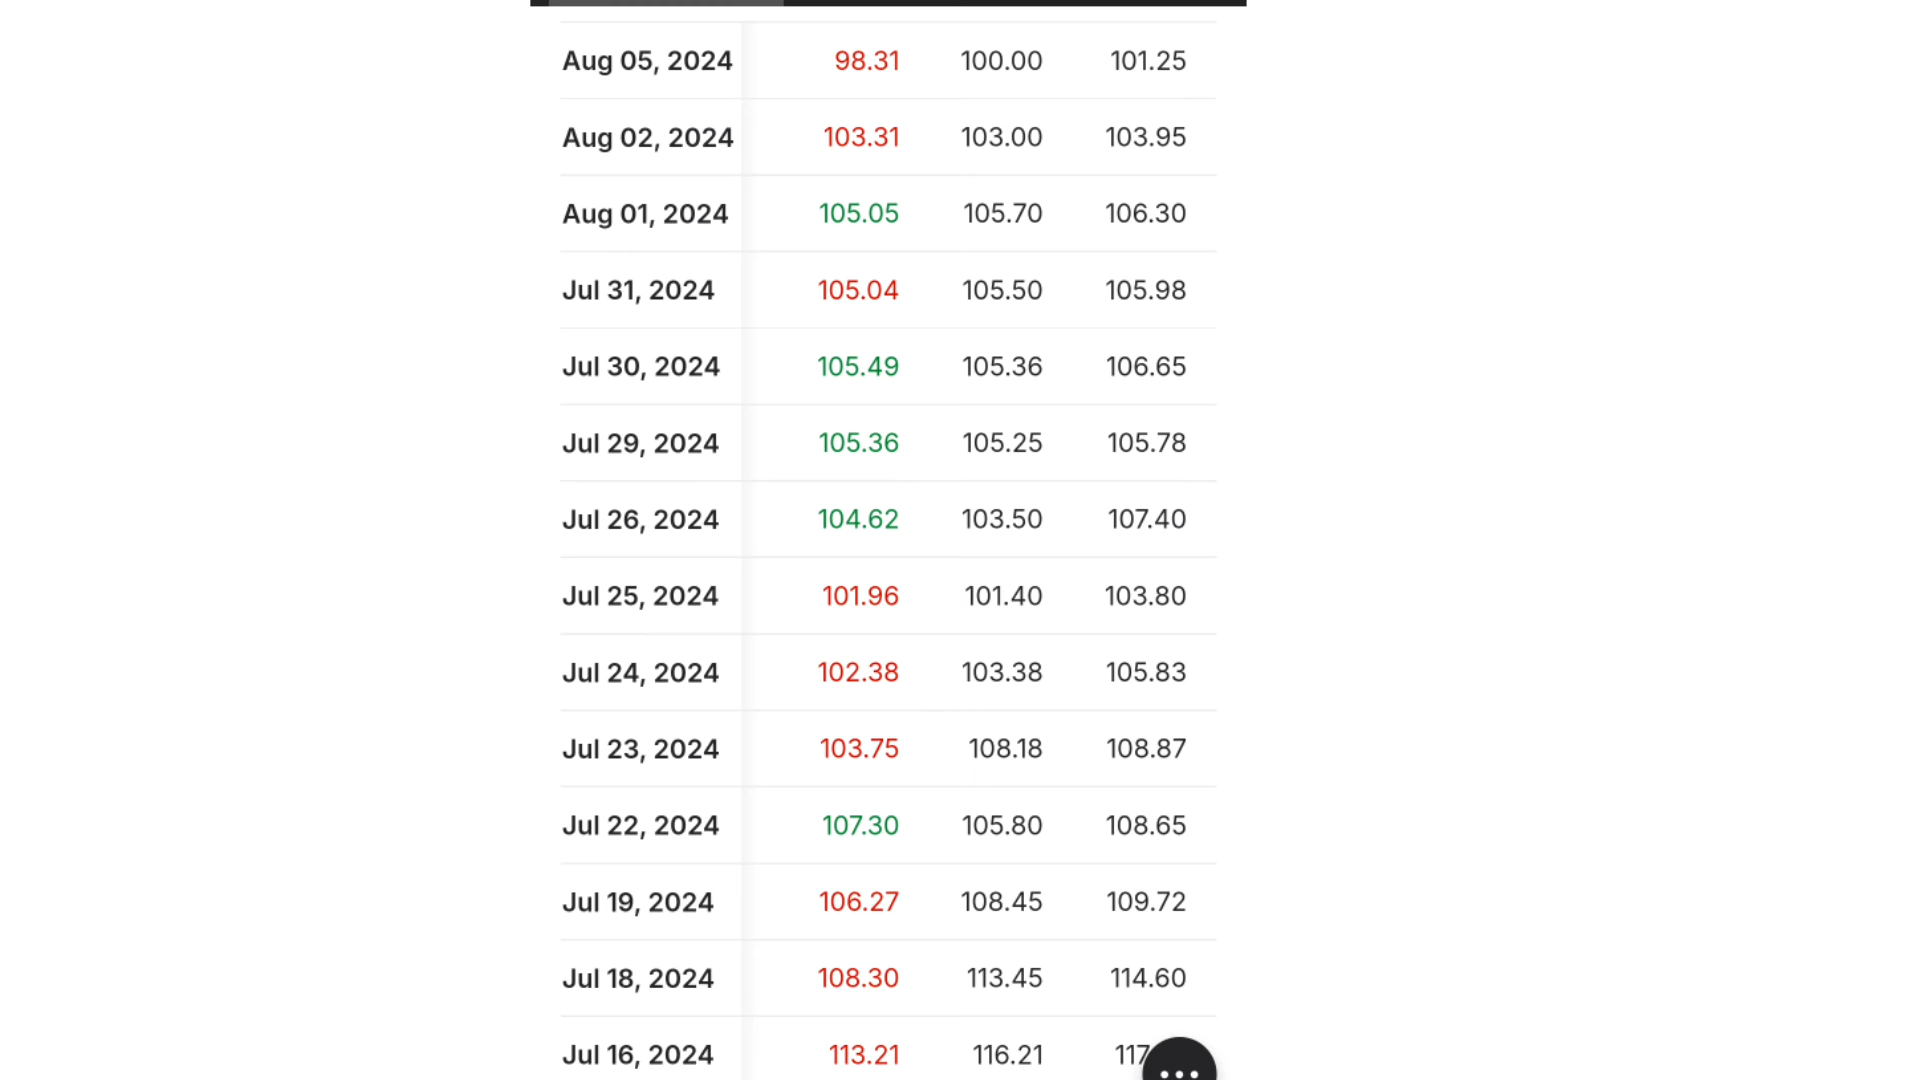 Aug 05, 2024 98.31 100.00 101.25
Aug 02, 2024 103.31 103.00 103.95
Aug 01, 2024 105.05 105.70 106.30
Jul 31, 2024 105.04 105.50 105.98
Jul 30, 2024 105.49 105.36 106.65
Jul 29, 2024 105.36 105.25 105.78
Jul 26, 2024 104.62 103.50 107.40
Jul 25, 2024 101.96 101.40 103.80
Jul 24, 2024 102.38 103.38 105.83
Jul 23, 2024 103.75 108.18 108.87
Jul 22, 2024 107.30 105.80 108.65
Jul 19, 2024 106.27 108.45 109.72
Jul 18, 2024 108.30 113.45 114.60
Jul 16, 2024 113.21 116.21